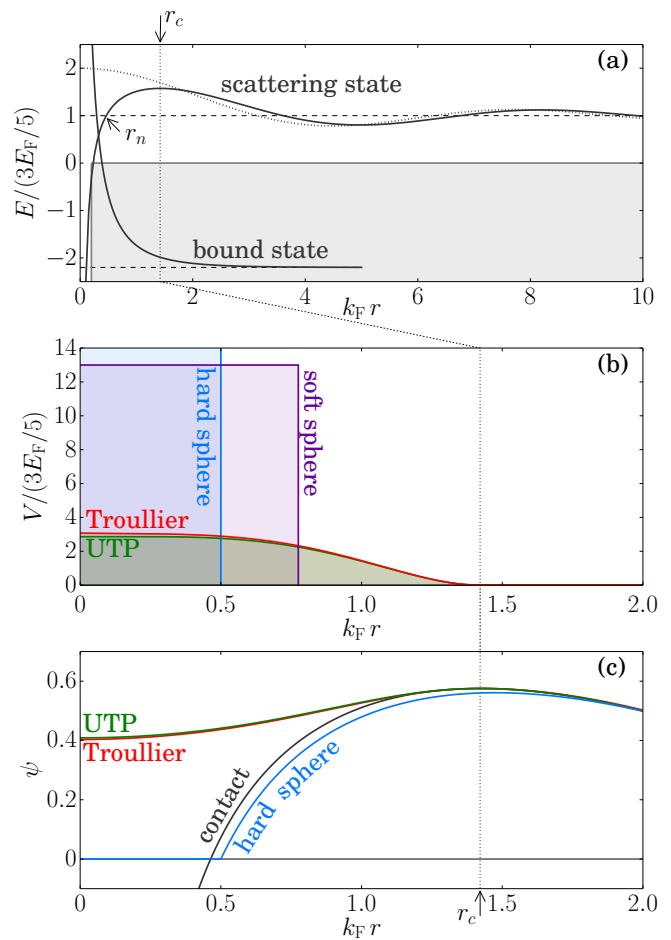 r_c
(a)
scattering state
r_n
bound state
E/(3E_F/5)
2
1
0
−1
−2
0 2 4 6 8 10
k_F r
(b)
hard sphere
soft sphere
Troullier
UTP
V/(3E_F/5)
14
12
10
8
6
4
2
0
0 0.5 1.0 1.5 2.0
k_F r
(c)
UTP
Troullier
contact
hard sphere
ψ
0.6
0.4
0.2
0
0 0.5 1.0 1.5 2.0
k_F r
r_c